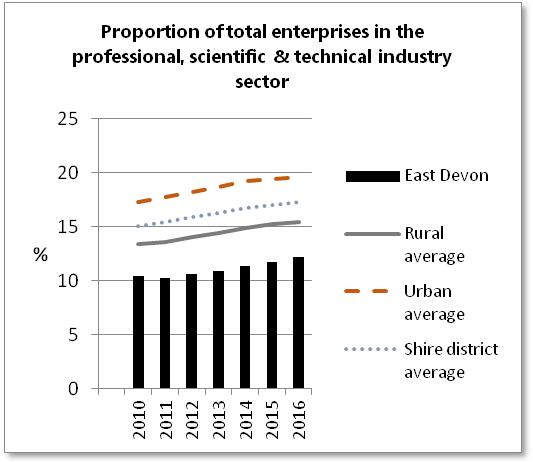 Proportion of total enterprises in the
professional, scientific & technical industry
sector
25
20
15
10
5
0
%
2010
2011
2012
2013
2014
2015
2016
East Devon
Rural
average
Urban
average
Shire district
average